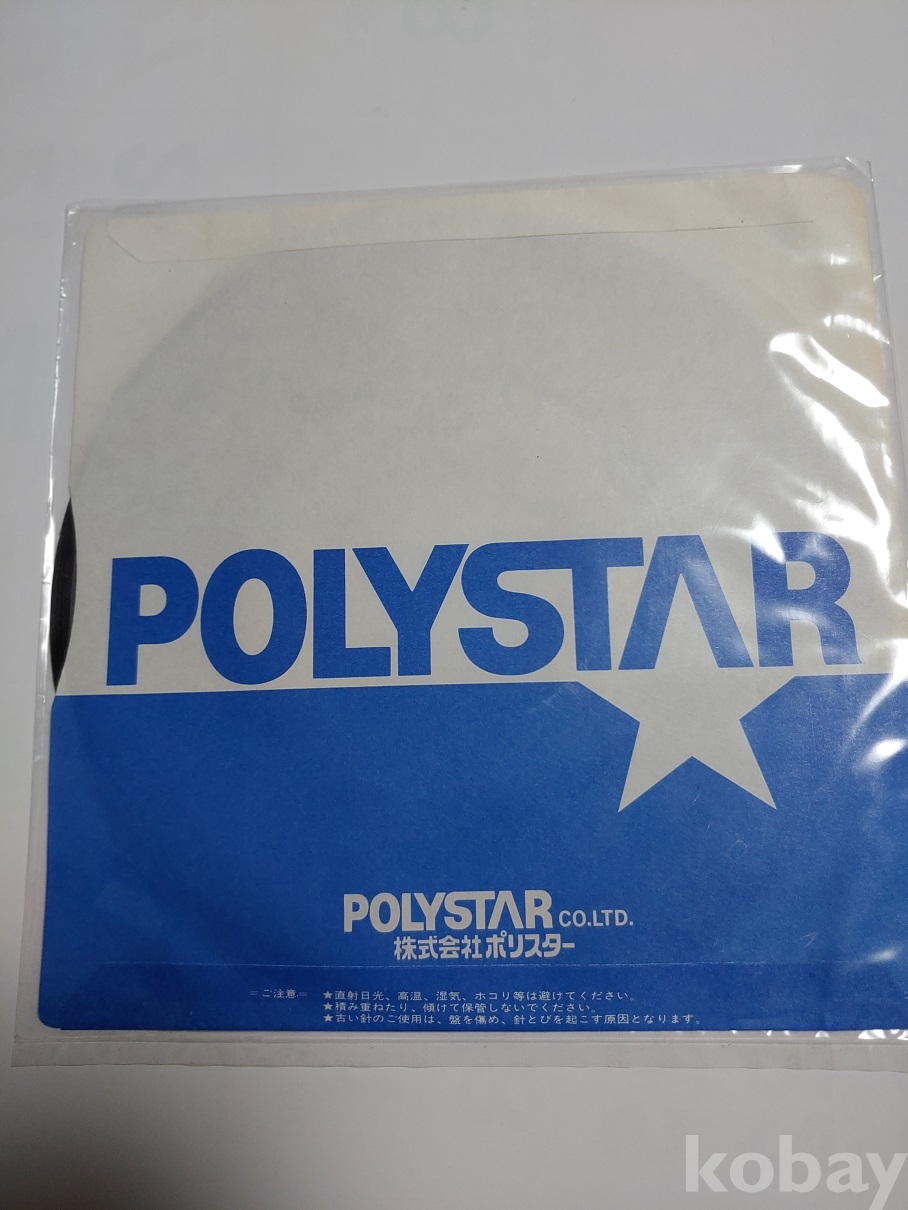 POLYSTAR
POLYSTAR CO.LTD.
株式会社ポリスター
=ご注意= ★直射日光、高温、湿気、ホコリ等は避けてください。
★積み重ねたり、傾けて保管しないでください。
★古い針のご使用は、盤を傷め、針とびを起こす原因となります。
kobay